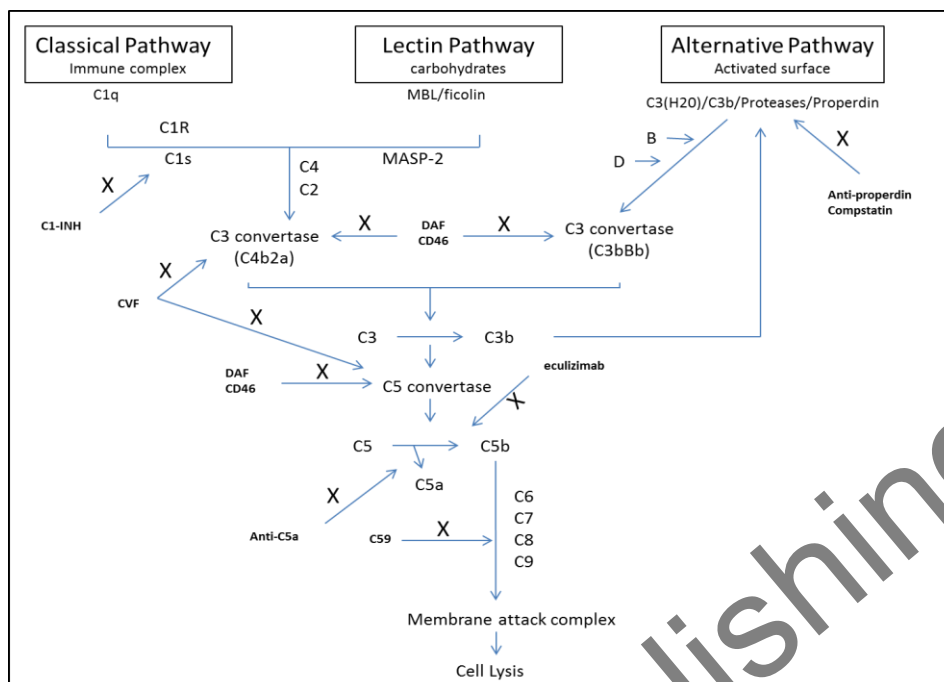 Classical Pathway
Immune complex
Lectin Pathway
carbohydrates
Alternative Pathway
Activated surface
C1q
MBL/ficolin
C3(H20)/C3b/Proteases/Properdin
C1R
C1s
MASP-2
C4
C2
B
D
X
X
C1-INH
Anti-properdin
Compstatin
C3 convertase
(C4b2a)
X
DAF
CD46
X
C3 convertase
(C3bBb)
X
CVF
X
C3
C3b
DAF
CD46
X
C5 convertase
eculizimab
X
C5
C5b
C5a
X
Anti-C5a
C59
X
C6
C7
C8
C9
Membrane attack complex
Cell Lysis